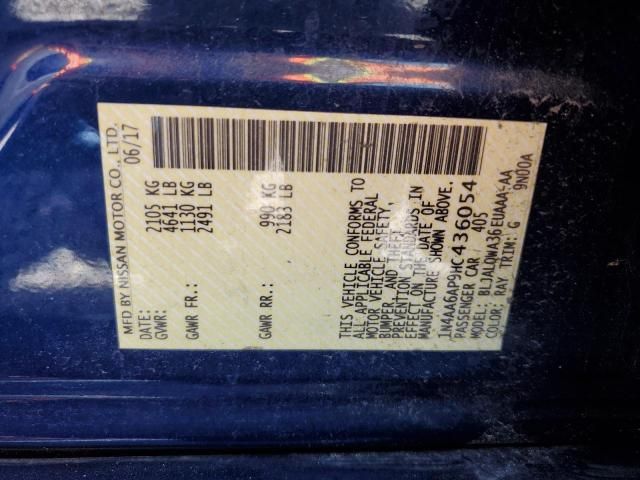 MFD BY NISSAN MOTOR CO., LTD.
DATE: 06/17
GVWR: 2105 KG
4641 LB
GAWR FR.: 1130 KG
2491 LB
GAWR RR.: 990 KG
2183 LB
THIS VEHICLE CONFORMS TO
ALL APPLICABLE FEDERAL
MOTOR VEHICLE SAFETY,
BUMPER, AND THEFT
PREVENTION STANDARDS IN
EFFECT ON THE DATE OF
MANUFACTURE SHOWN ABOVE.
1N4AA6AP9HC436054
PASSENGER CAR 405
MODEL: BLJALQWA36EUAAA-AA
COLOR: RAY TRIM: G 9N00A